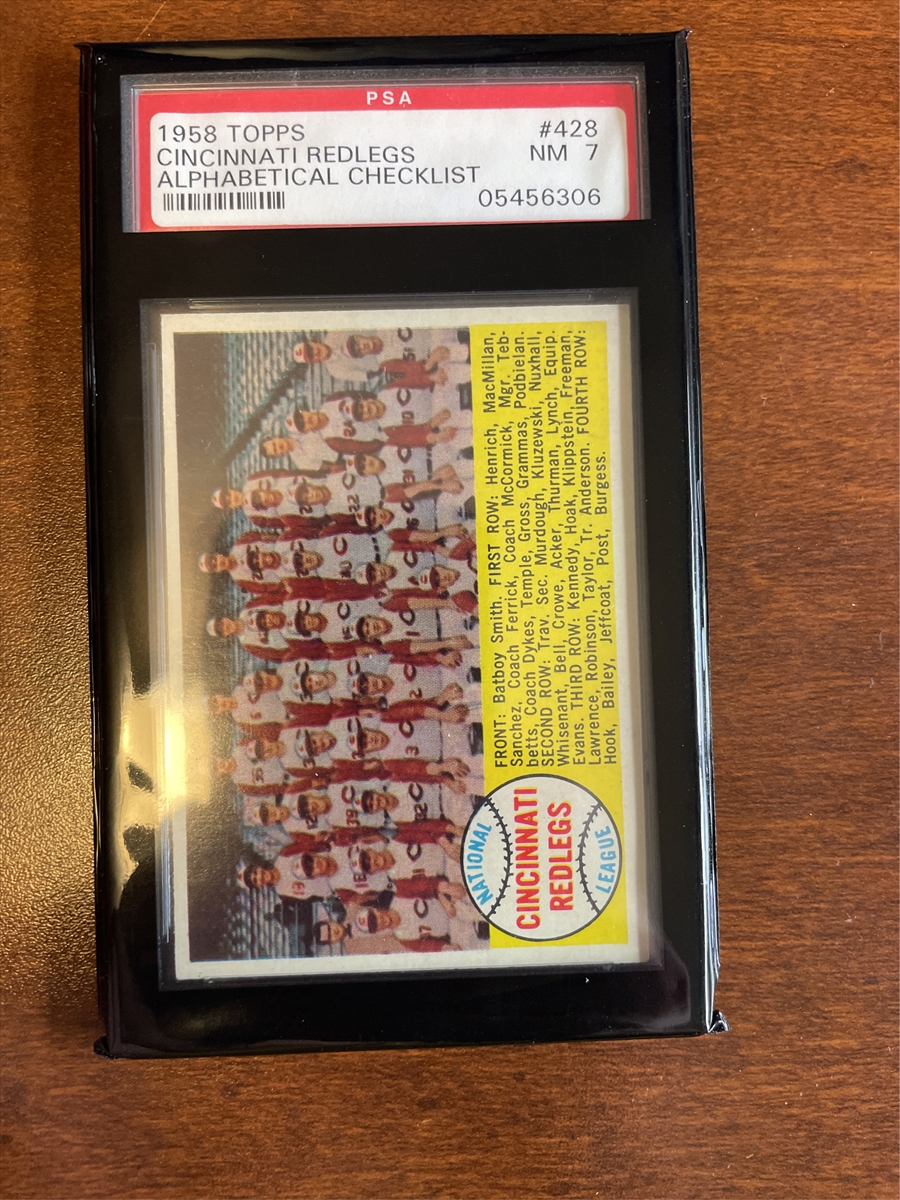 PSA
1958 TOPPS #428
CINCINNATI REDLEGS NM 7
ALPHABETICAL CHECKLIST
05456306
NATIONAL
CINCINNATI
REDLEGS
LEAGUE
FRONT: Batboy Smith. FIRST ROW: Henrich, MacMillan,
Sanchez, Coach Ferrick, Coach McCormick, Mgr. Teb-
betts, Coach Dykes, Temple, Gross, Grammas, Podbielan.
SECOND ROW: Trav. Sec. Murdough, Kluzewski, Nuxhall,
Whisenant, Bell, Crowe, Acker, Thurman, Lynch, Equip.
Evans. THIRD ROW: Kennedy, Hoak, Klippstein, Freeman,
Lawrence, Robinson, Taylor, Tr. Anderson. FOURTH ROW:
Hook, Bailey, Jeffcoat, Post, Burgess.